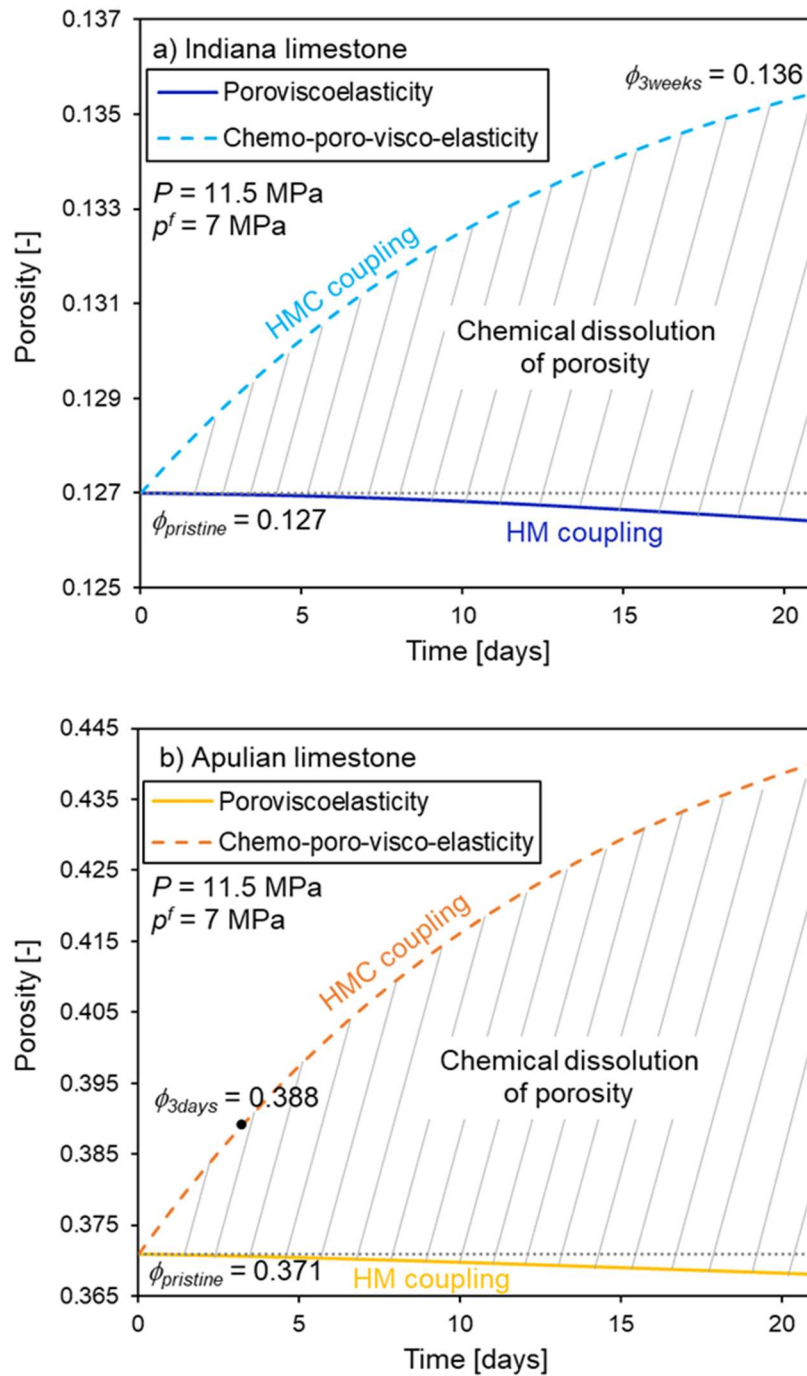 0.137
a) Indiana limestone
Poroviscoelasticity
Chemo-poro-visco-elasticity
ϕ3weeks = 0.136
0.135
P = 11.5 MPa
0.133
p^f = 7 MPa
HMC coupling
Porosity [-]
0.131
Chemical dissolution
of porosity
0.129
0.127
ϕpristine = 0.127
HM coupling
0.125
0 5 10 15 20
Time [days]
0.445
b) Apulian limestone
Poroviscoelasticity
0.435
Chemo-poro-visco-elasticity
P = 11.5 MPa
0.425
p^f = 7 MPa
HMC coupling
0.415
Porosity [-]
0.405
Chemical dissolution
of porosity
0.395
ϕ3days = 0.388
0.385
0.375
ϕpristine = 0.371
HM coupling
0.365
0 5 10 15 20
Time [days]